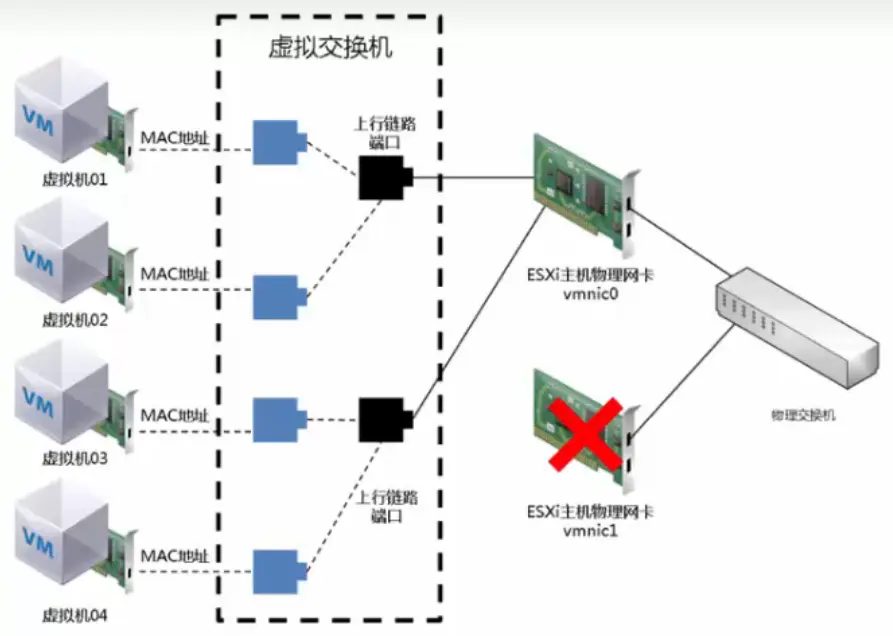 虚拟交换机
VM
MAC地址
上行链路
端口
虚拟机01
VM
MAC地址
ESXi主机物理网卡
vmnic0
虚拟机02
VM
MAC地址
物理交换机
虚拟机03
上行链路
端口
ESXi主机物理网卡
vmnic1
VM
MAC地址
虚拟机04